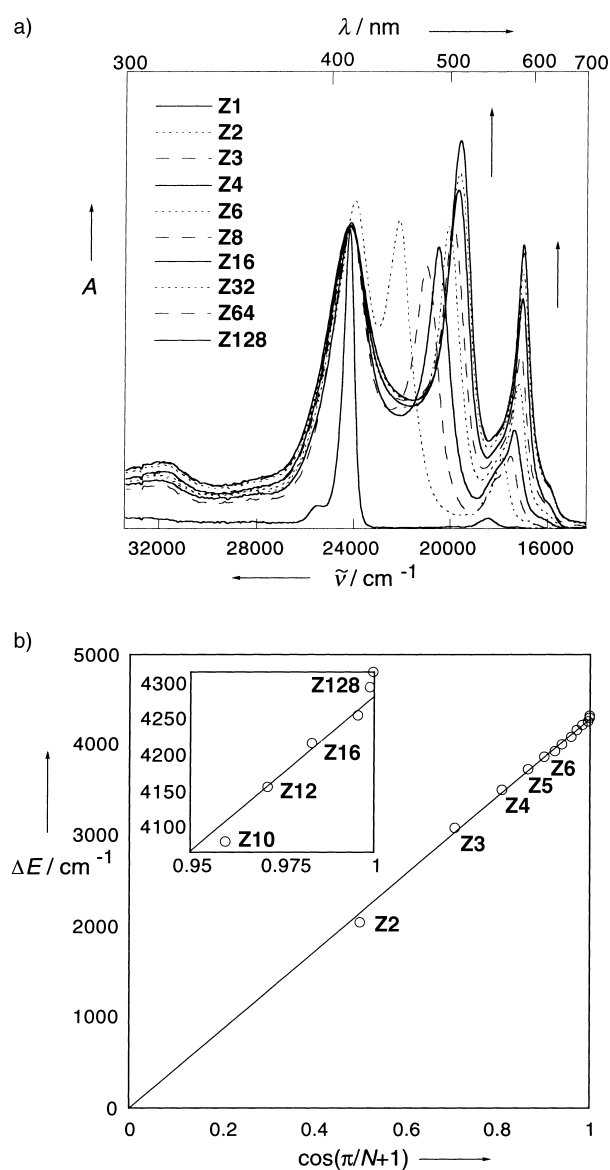 a)
λ / nm
300 400 500 600 700
Z1
Z2
Z3
Z4
Z6
Z8
Z16
Z32
Z64
Z128
A
32000 28000 24000 20000 16000
ṽ / cm -1
b)
5000
4000
3000
2000
1000
0
ΔE / cm -1
4300
4250
4200
4150
4100
0.95 0.975 1
Z128
Z16
Z12
Z10
Z6
Z5
Z4
Z3
Z2
0 0.2 0.4 0.6 0.8 1
cos(π/N+1)